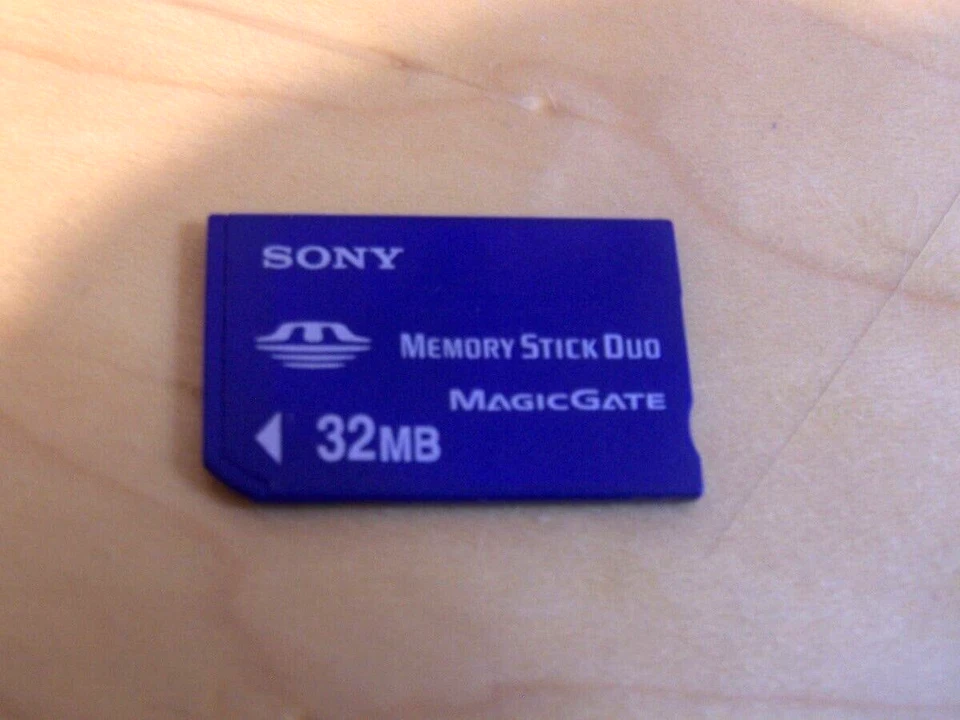 SONY
MEMORY STICK DUO
MAGICGATE
32MB